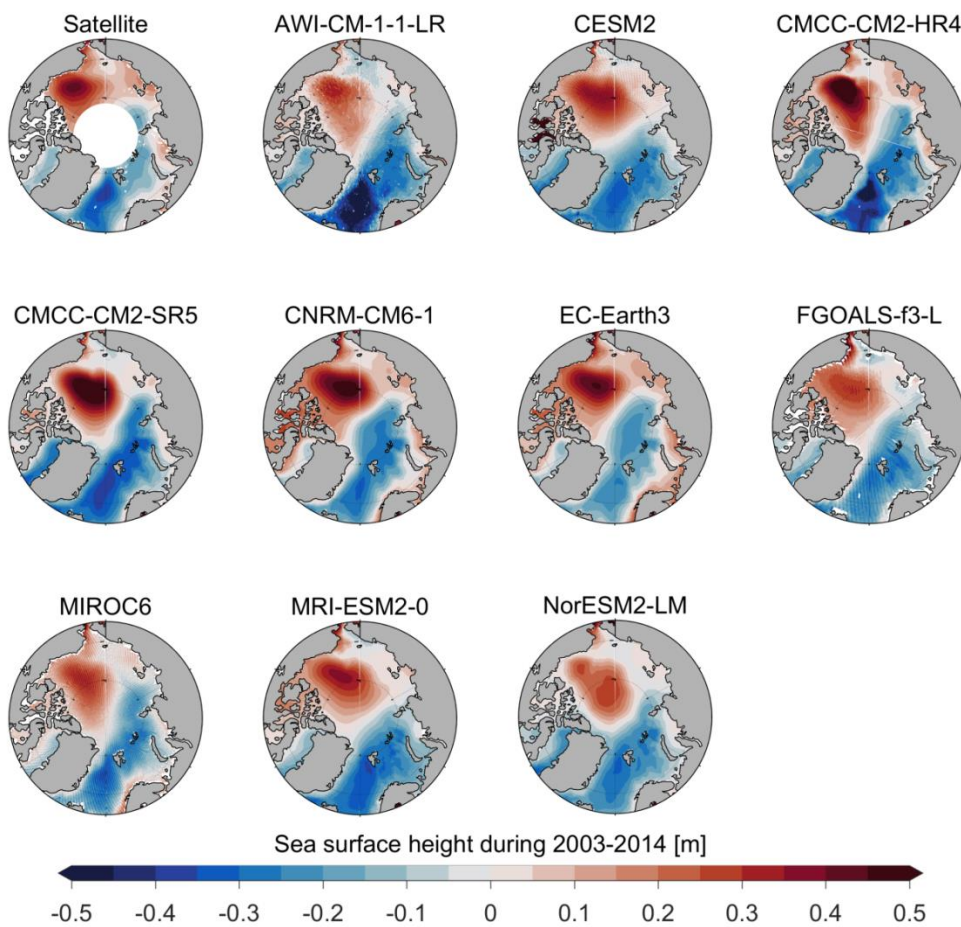 Satellite AWI-CM-1-1-LR CESM2 CMCC-CM2-HR4
CMCC-CM2-SR5 CNRM-CM6-1 EC-Earth3 FGOALS-f3-L
MIROC6 MRI-ESM2-0 NorESM2-LM
Sea surface height during 2003-2014 [m]
-0.5 -0.4 -0.3 -0.2 -0.1 0 0.1 0.2 0.3 0.4 0.5